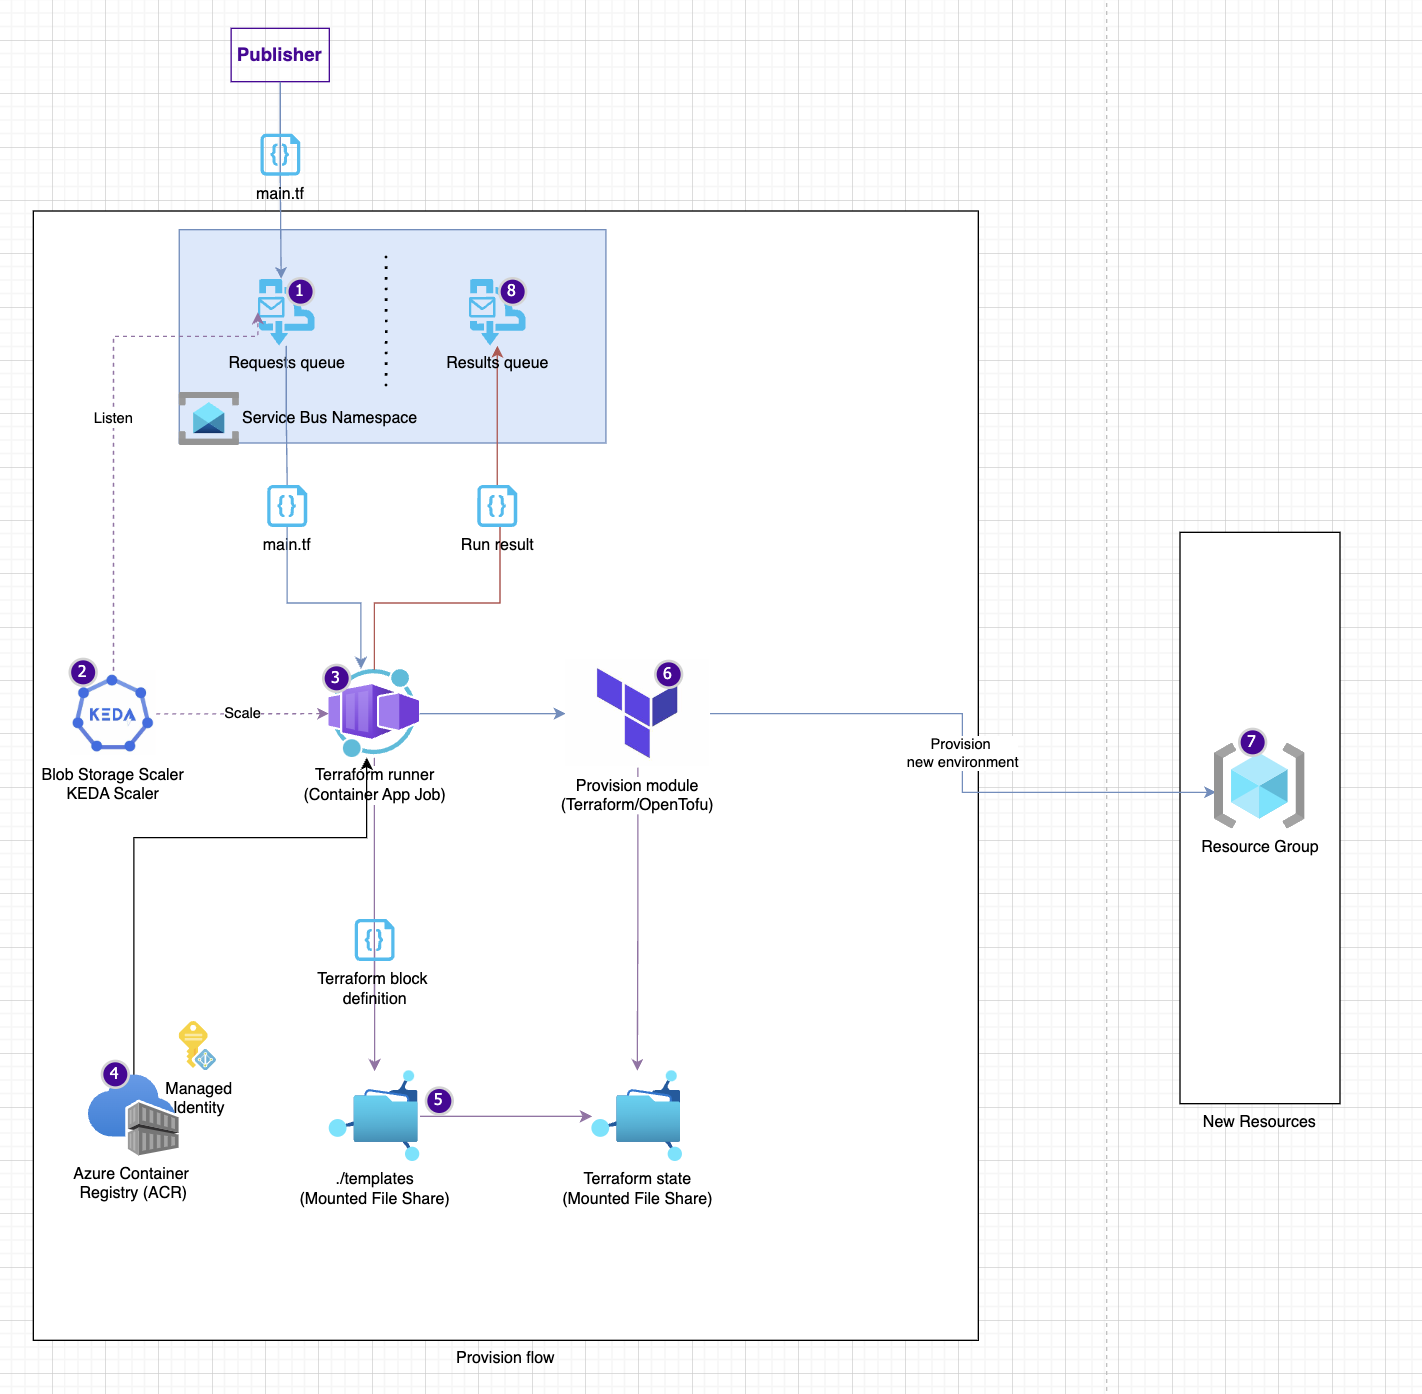 Publisher
main.tf
1
8
Requests queue
Results queue
Listen
Service Bus Namespace
main.tf
Run result
2
3
6
KEDA
Scale
Blob Storage Scaler
KEDA Scaler
Terraform runner
(Container App Job)
Provision module
(Terraform/OpenTofu)
Provision
new environment
7
Resource Group
{}
{}
{}
{}
Terraform block
definition
4
Managed
Identity
5
Azure Container
Registry (ACR)
./templates
(Mounted File Share)
Terraform state
(Mounted File Share)
New Resources
Provision flow